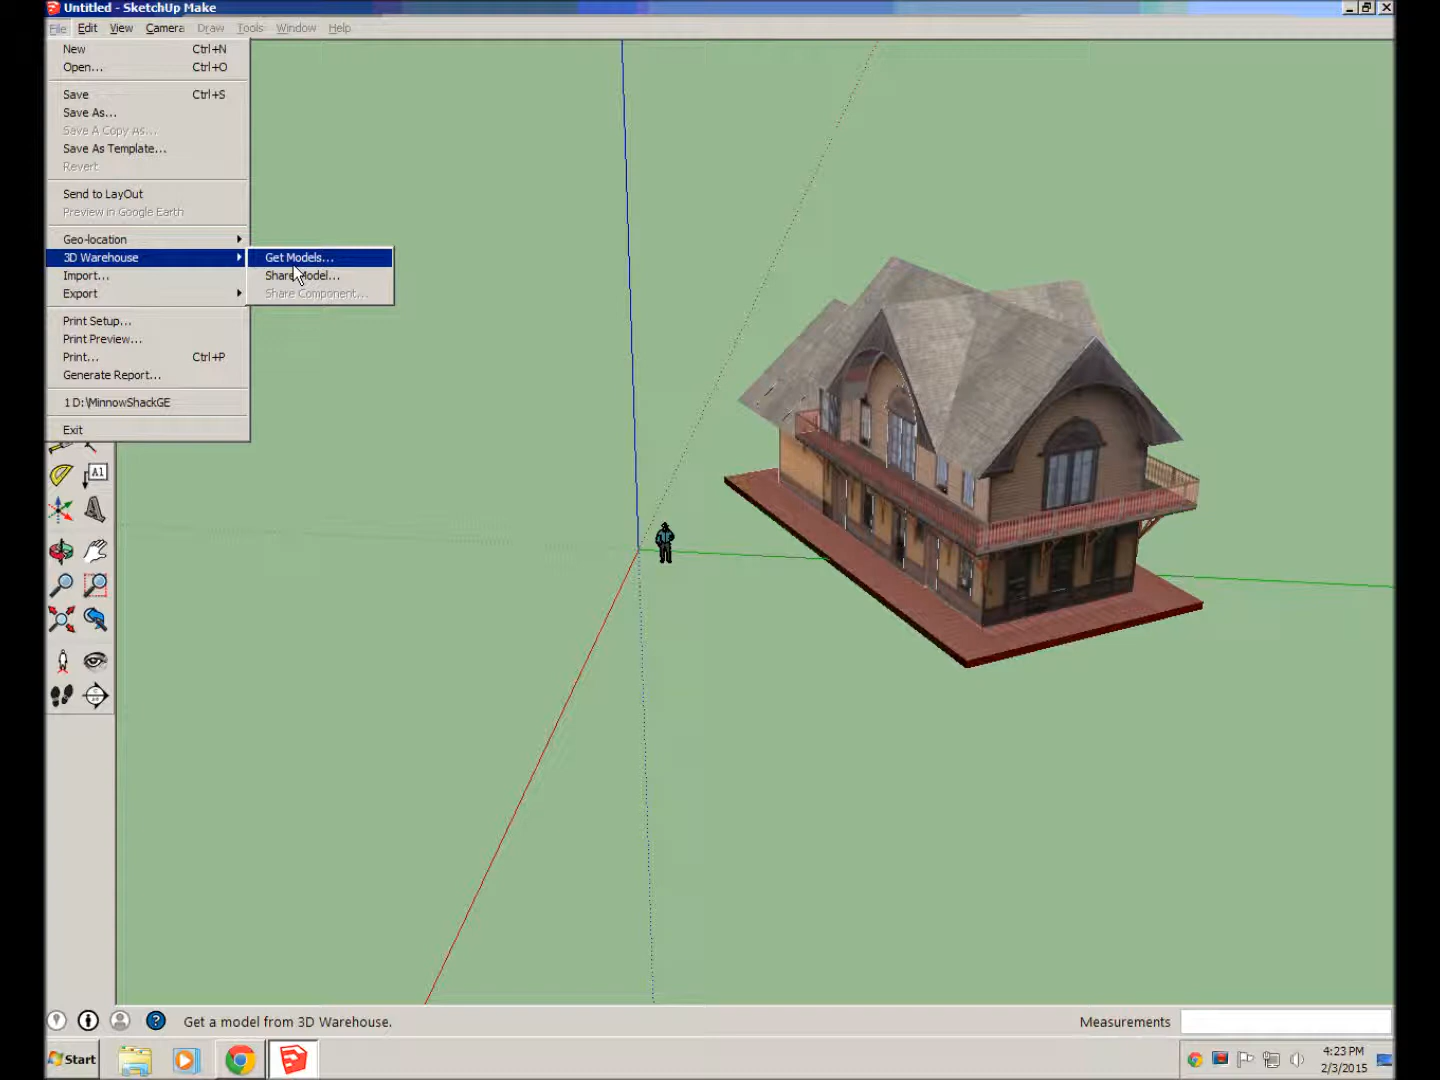 Untitled - SketchUp Make
File Edit View Camera Draw Tools Window Help
New Ctrl+N
Open... Ctrl+O
Save Ctrl+S
Save As...
Save A Copy As...
Save As Template...
Revert
Send to LayOut
Preview in Google Earth
Geo-location
3D Warehouse
Import...
Export
Print Setup...
Print Preview...
Print... Ctrl+P
Generate Report...
1 D:\MinnowShackGE
Exit
Get Models...
Share Model...
Share Component...
A1
Get a model from 3D Warehouse.
Measurements
Start
4:23 PM
2/3/2015